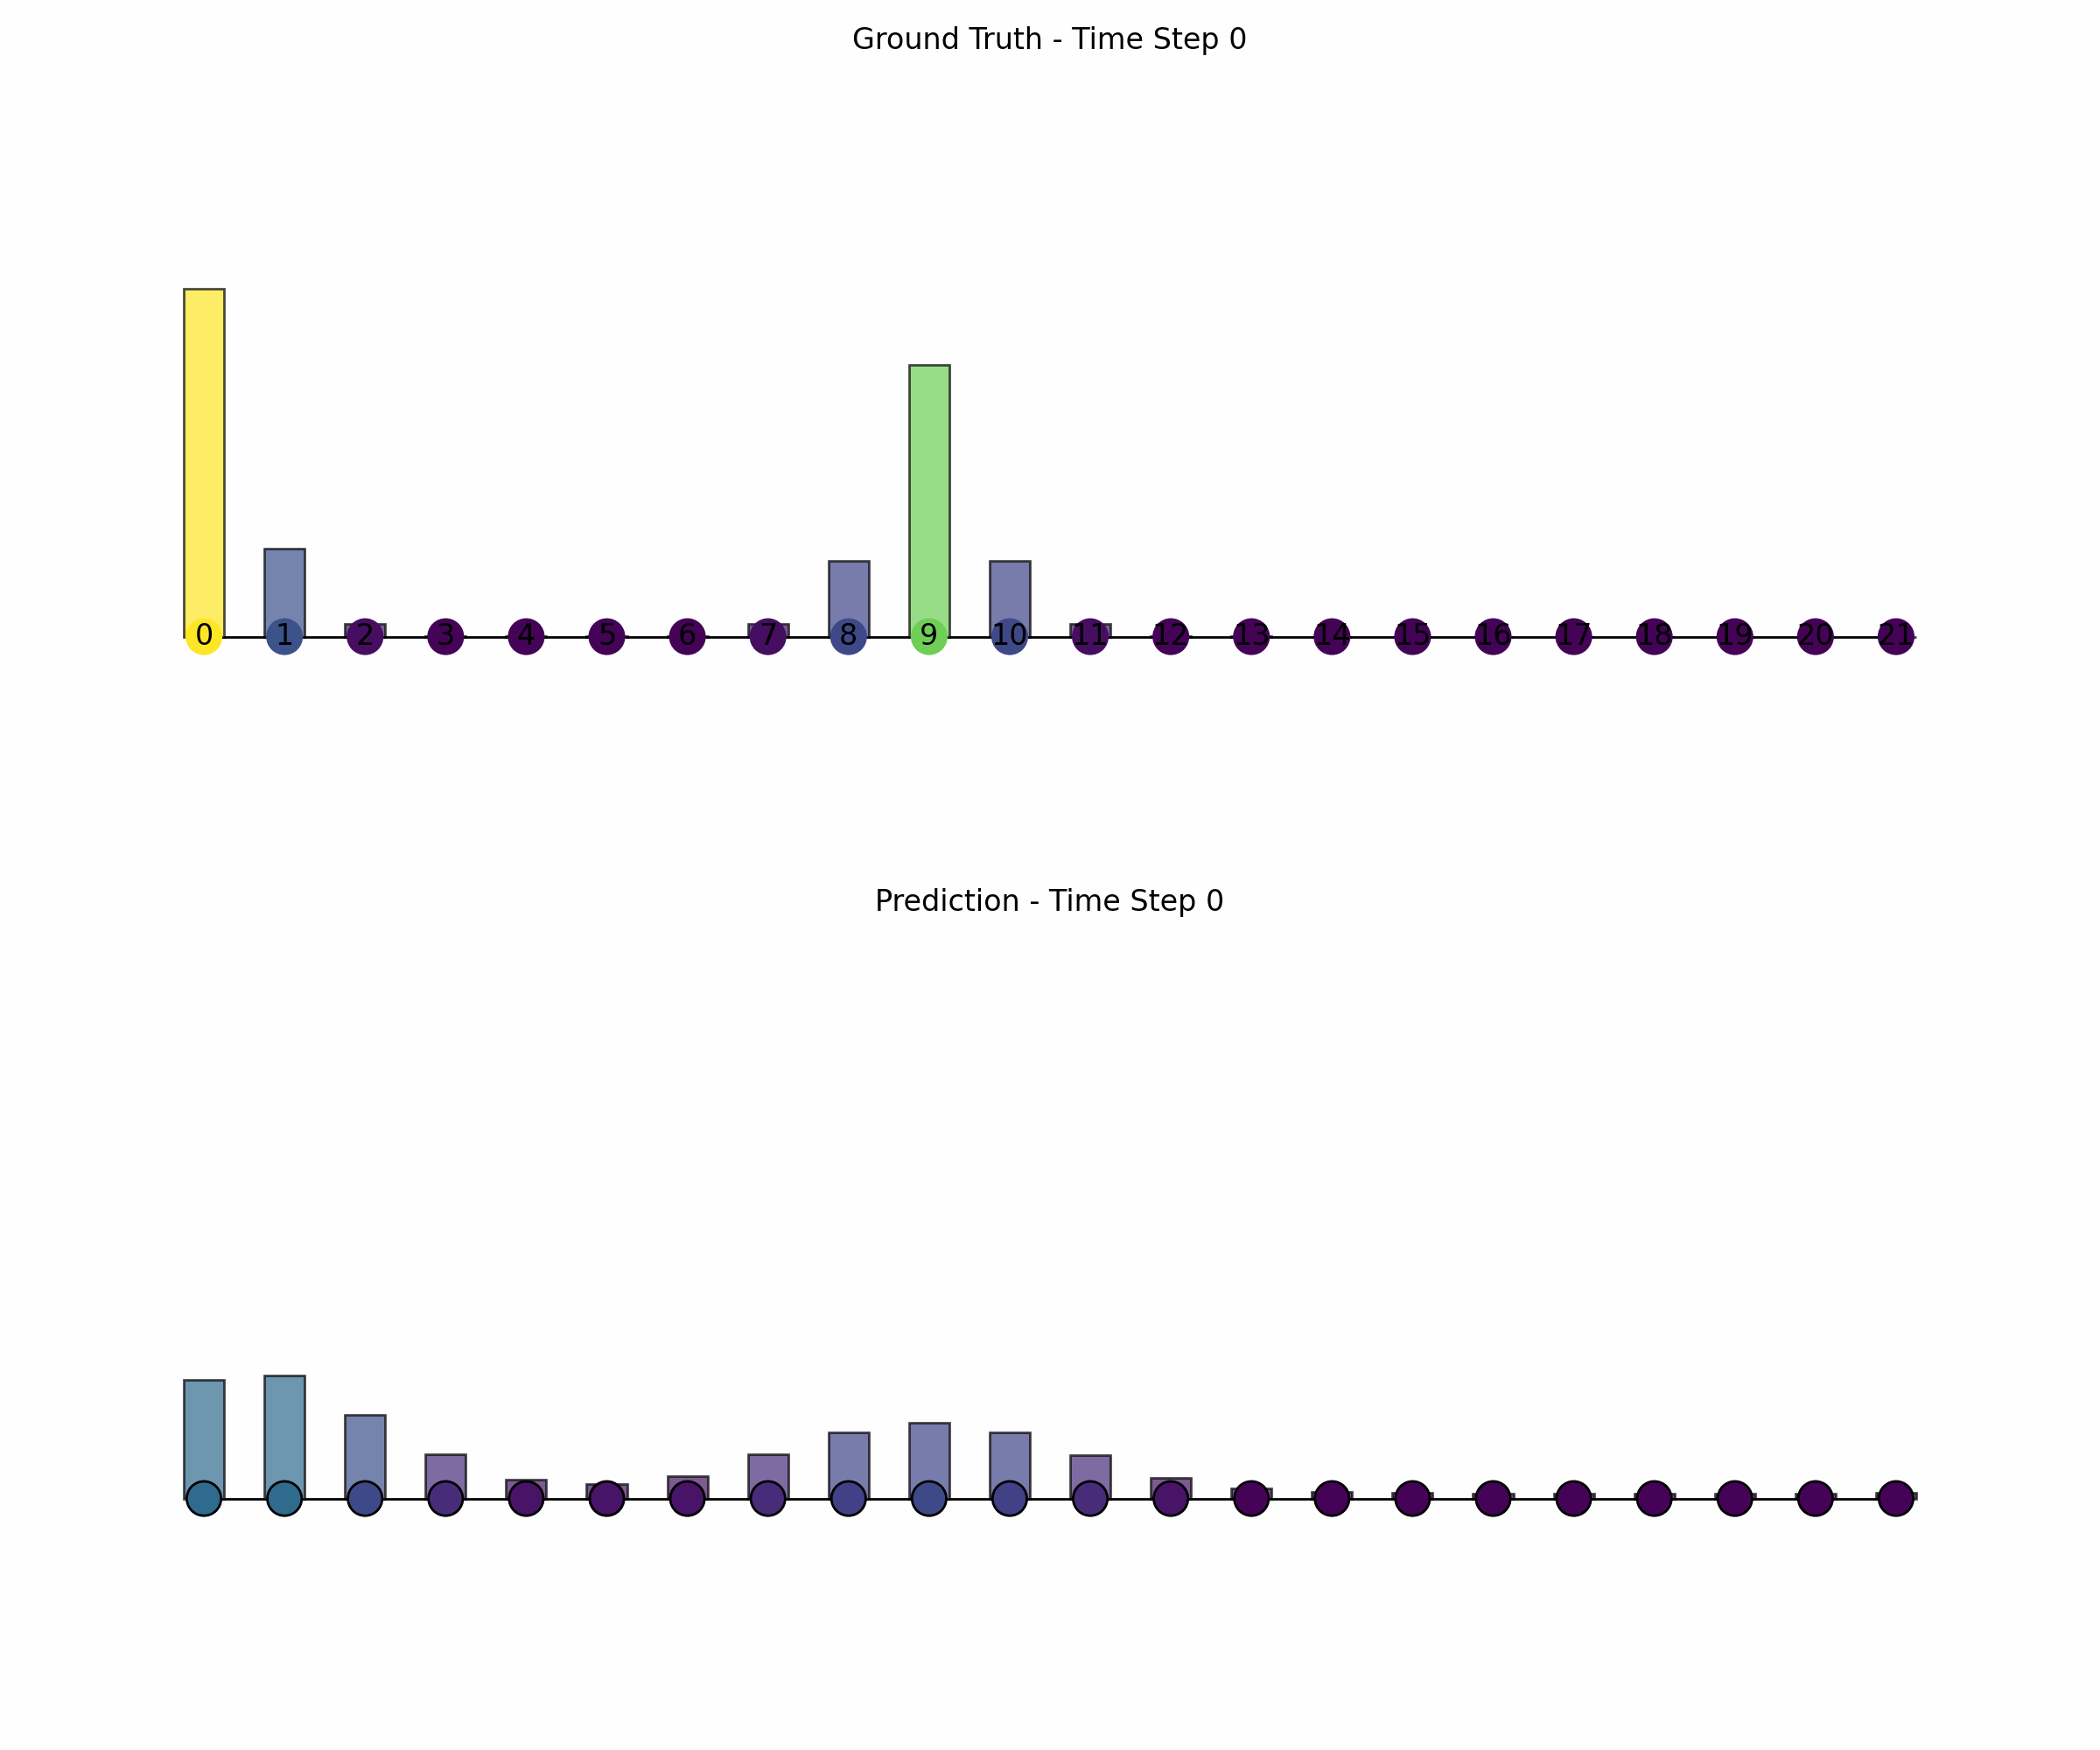 Ground Truth - Time Step 0
0 1 2 3 4 5 6 7 8 9 10 11 12 13 14 15 16 17 18 19 20 21
Prediction - Time Step 0